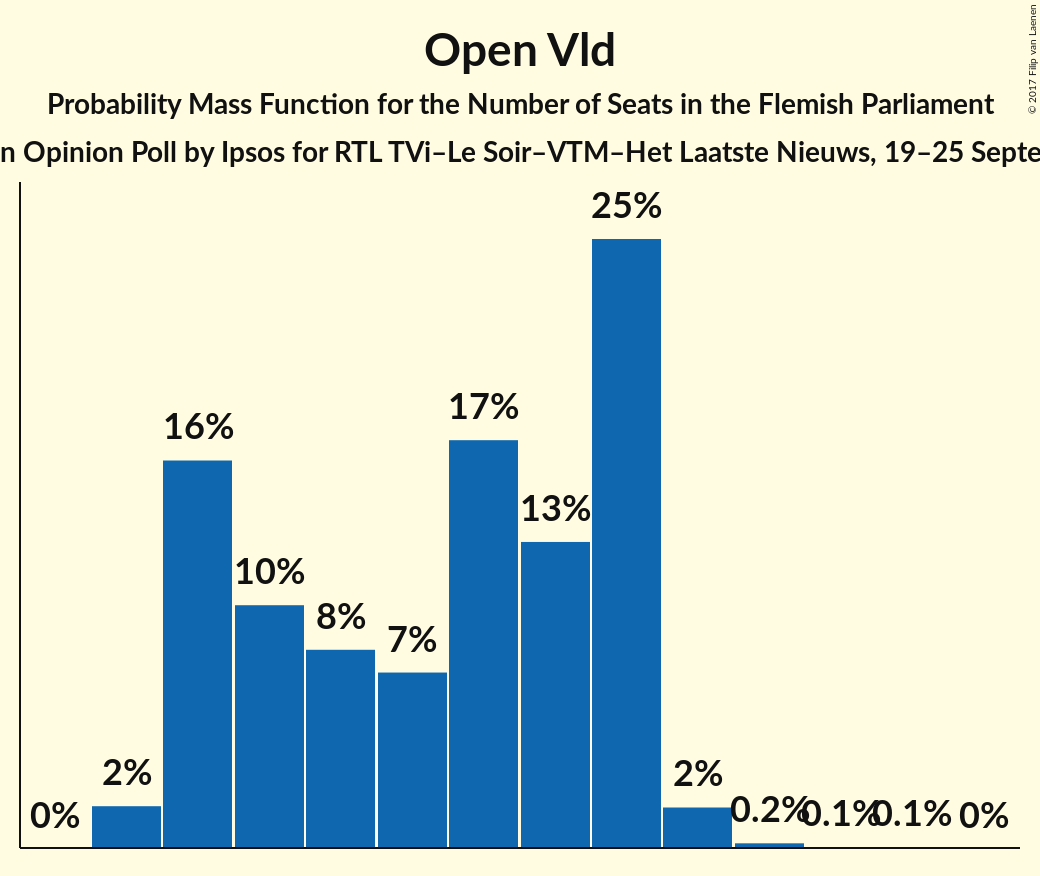 Open Vld
Probability Mass Function for the Number of Seats in the Flemish Parliament
n Opinion Poll by Ipsos for RTL TVi–Le Soir–VTM–Het Laatste Nieuws, 19–25 Septe
© 2017 Filip van Laenen
0% 2% 16% 10% 8% 7% 17% 13% 25% 2% 0.2% 0.1% 0.1% 0%